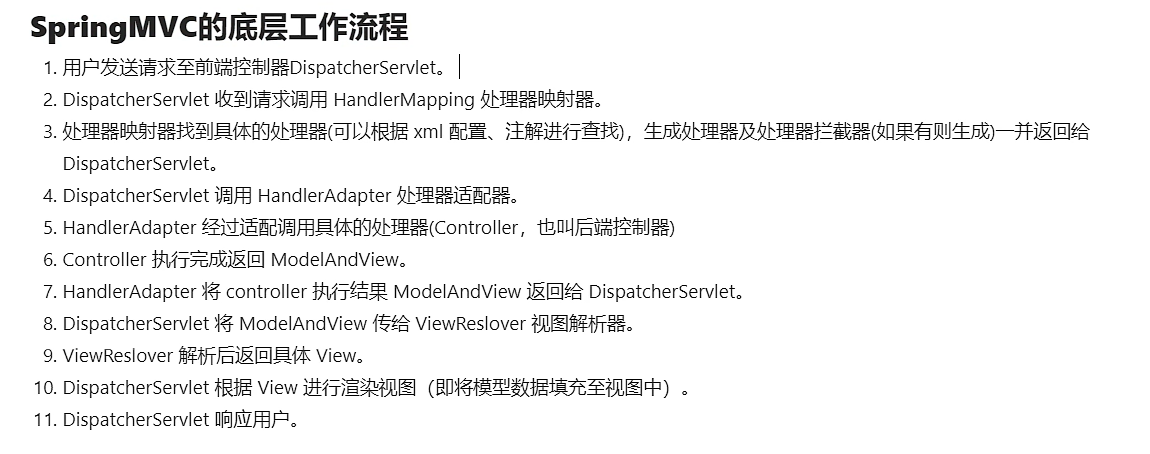 SpringMVC的底层工作流程
1. 用户发送请求至前端控制器DispatcherServlet。
2. DispatcherServlet 收到请求调用 HandlerMapping 处理器映射器。
3. 处理器映射器找到具体的处理器(可以根据 xml 配置、注解进行查找)，生成处理器及处理器拦截器(如果有则生成)一并返回给
DispatcherServlet。
4. DispatcherServlet 调用 HandlerAdapter 处理器适配器。
5. HandlerAdapter 经过适配调用具体的处理器(Controller，也叫后端控制器)
6. Controller 执行完成返回 ModelAndView。
7. HandlerAdapter 将 controller 执行结果 ModelAndView 返回给 DispatcherServlet。
8. DispatcherServlet 将 ModelAndView 传给 ViewReslover 视图解析器。
9. ViewReslover 解析后返回具体 View。
10. DispatcherServlet 根据 View 进行渲染视图（即将模型数据填充至视图中）。
11. DispatcherServlet 响应用户。